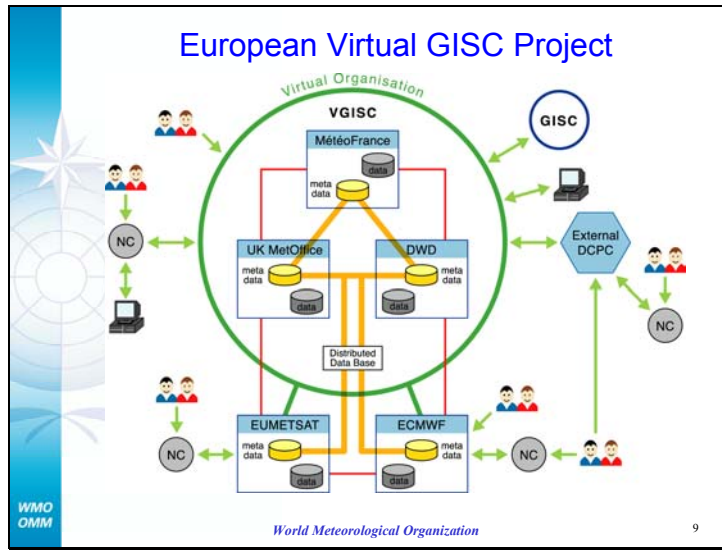 European Virtual GISC Project
Virtual Organisation
VGISC
GISC
MétéoFrance
data
meta
data
NC
UK MetOffice
meta
data
data
DWD
meta
data
data
External
DCPC
NC
Distributed
Data Base
EUMETSAT
meta
data
data
NC
ECMWF
meta
data
data
NC
WMO
OMM
World Meteorological Organization
9